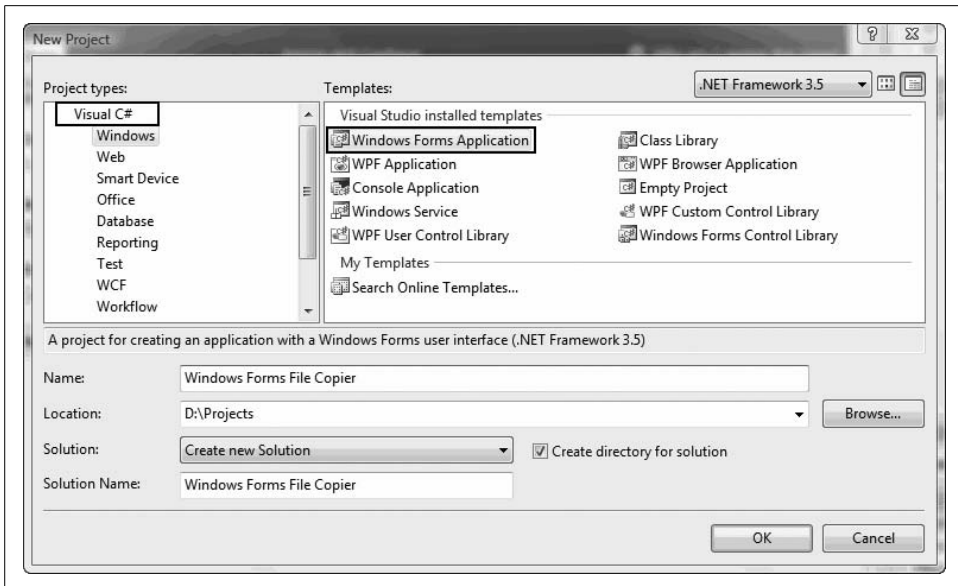 New Project
Project types:
Templates:
.NET Framework 3.5
Visual C#
Windows
Web
Smart Device
Office
Database
Reporting
Test
WCF
Workflow
Visual Studio installed templates
Windows Forms Application
Class Library
WPF Application
WPF Browser Application
Console Application
Empty Project
Windows Service
WPF Custom Control Library
WPF User Control Library
Windows Forms Control Library
My Templates
Search Online Templates...
A project for creating an application with a Windows Forms user interface (.NET Framework 3.5)
Name:
Windows Forms File Copier
Location:
D:\Projects
Browse...
Solution:
Create new Solution
Create directory for solution
Solution Name:
Windows Forms File Copier
OK
Cancel